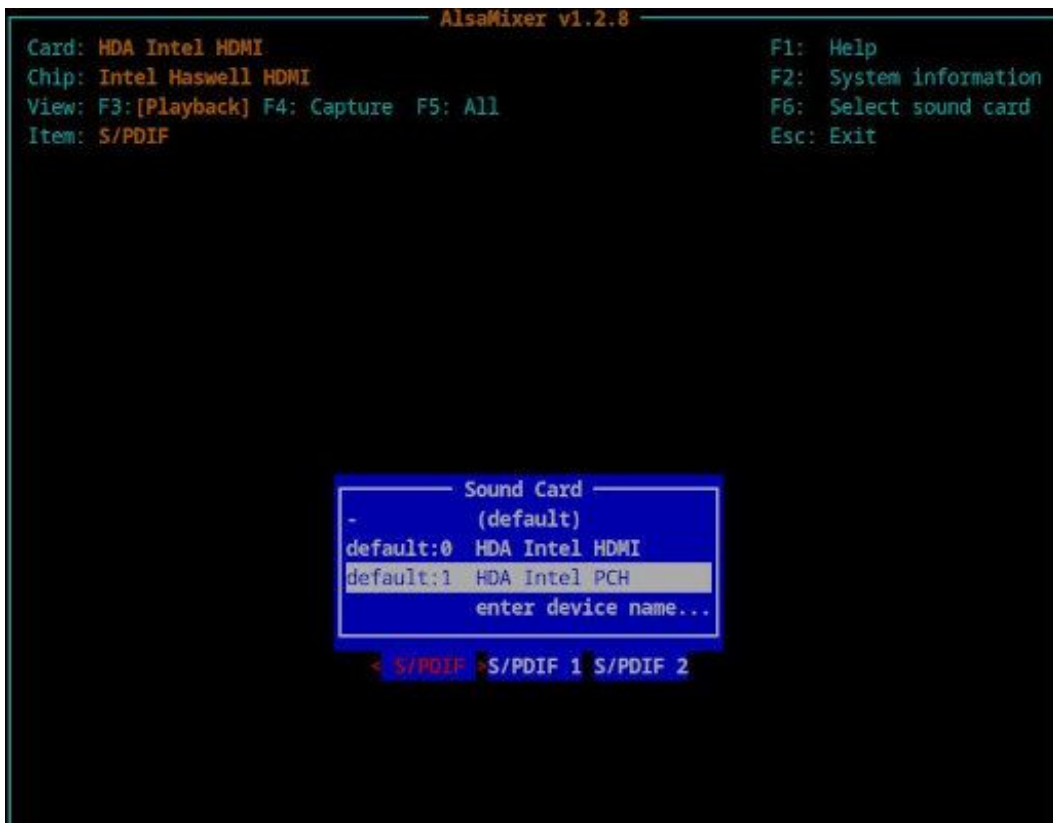 AlsaMixer v1.2.8
Card: HDA Intel HDMI F1: Help
Chip: Intel Haswell HDMI F2: System information
View: F3:[Playback] F4: Capture F5: All F6: Select sound card
Item: S/PDIF Esc: Exit
Sound Card
- (default)
default:0 HDA Intel HDMI
default:1 HDA Intel PCH
enter device name...
< S/PDIF >S/PDIF 1 S/PDIF 2